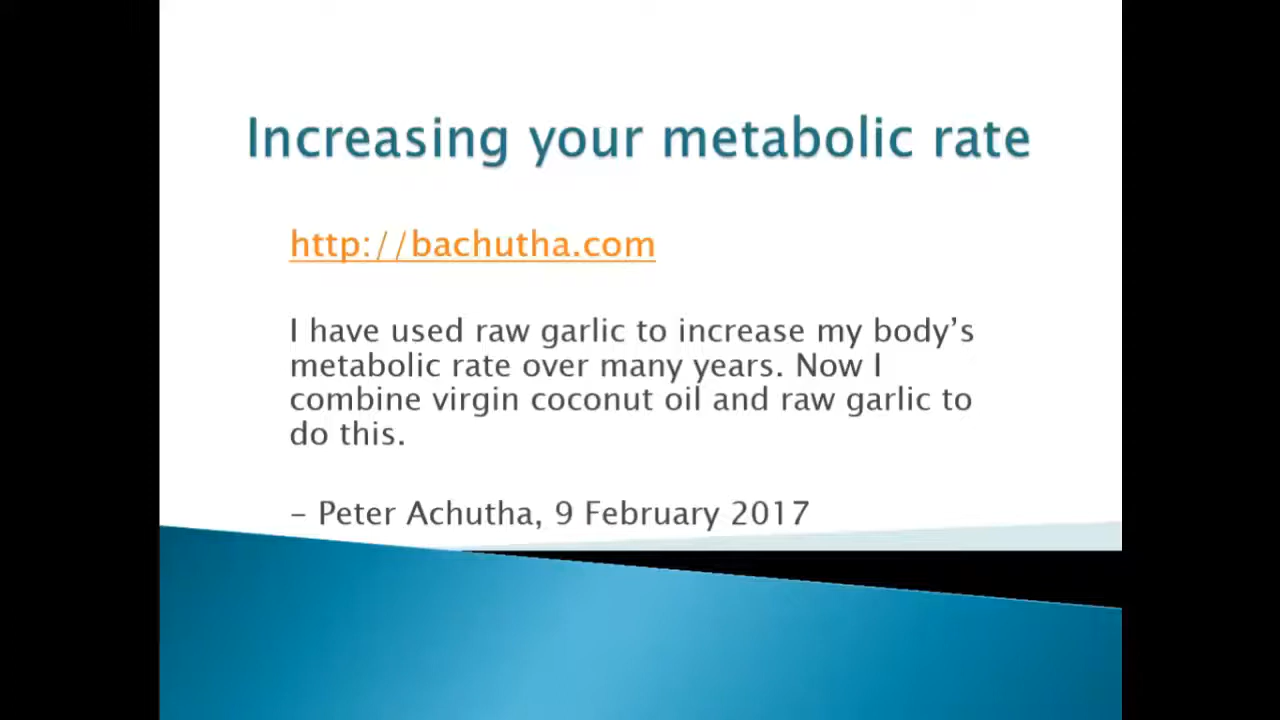 Increasing your metabolic rate
http://bachutha.com
I have used raw garlic to increase my body’s
metabolic rate over many years. Now I
combine virgin coconut oil and raw garlic to
do this.
– Peter Achutha, 9 February 2017